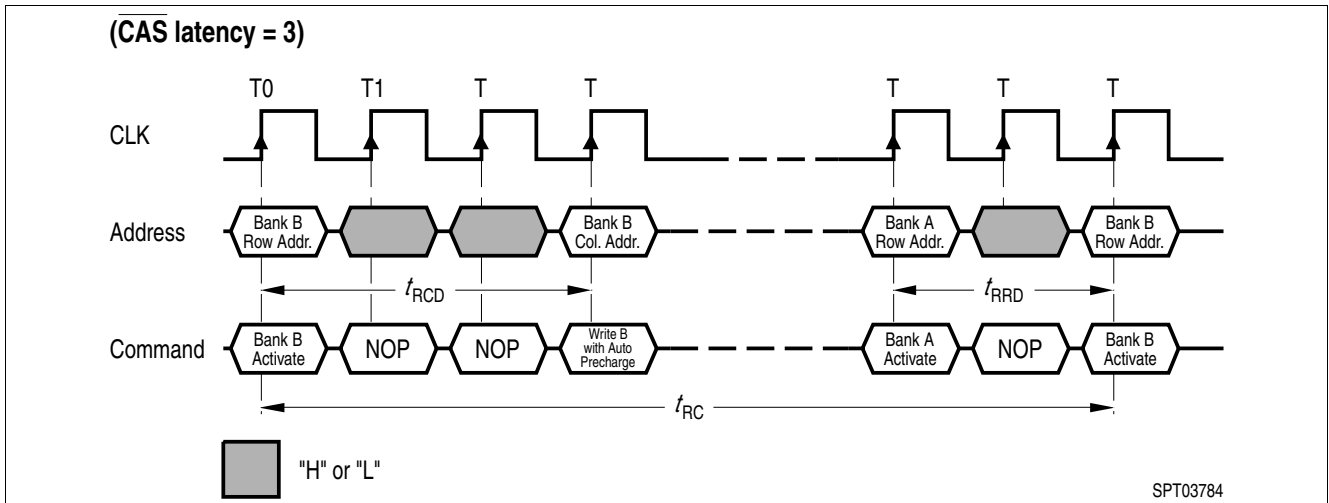 (CAS latency = 3)
T0 T1 T T T T T
CLK
Address
Bank B
Row Addr.
Bank B
Col. Addr.
Bank A
Row Addr.
Bank B
Row Addr.
tRCD
tRRD
Command
Bank B
Activate
NOP
NOP
Write B
with Auto
Precharge
Bank A
Activate
NOP
Bank B
Activate
tRC
"H" or "L"
SPT03784